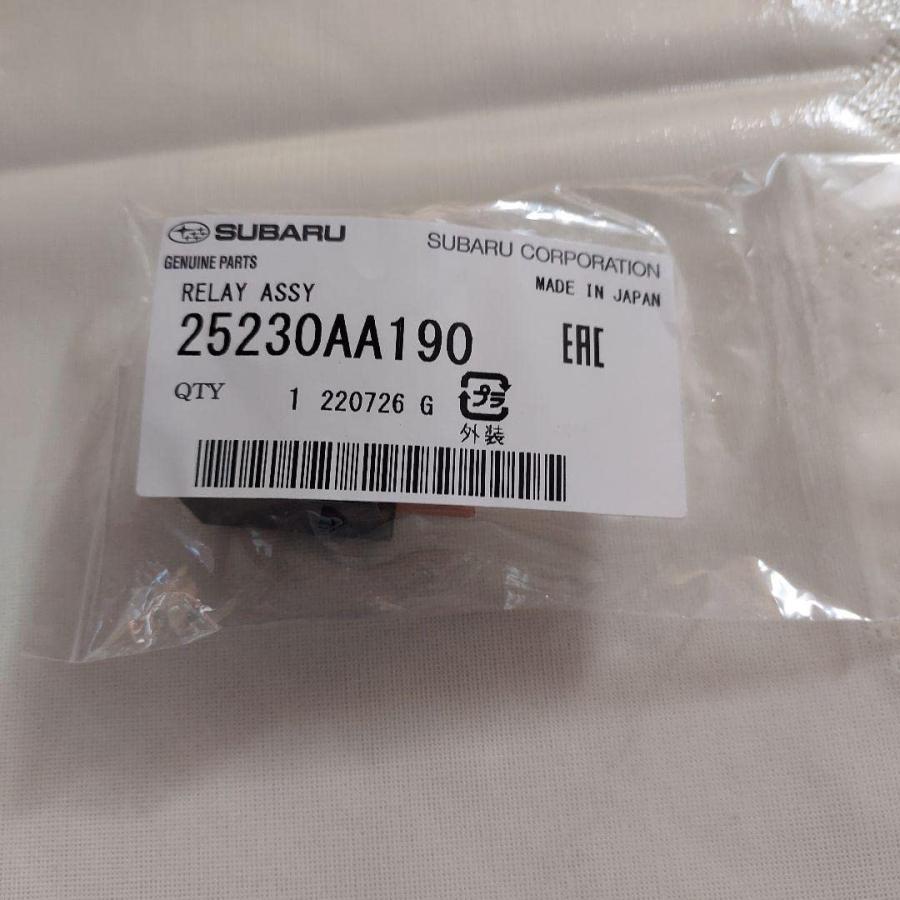 SUBARU
SUBARU CORPORATION
GENUINE PARTS
MADE IN JAPAN
RELAY ASSY
25230AA190
EAC
QTY
1 220726 G
プラ
外装